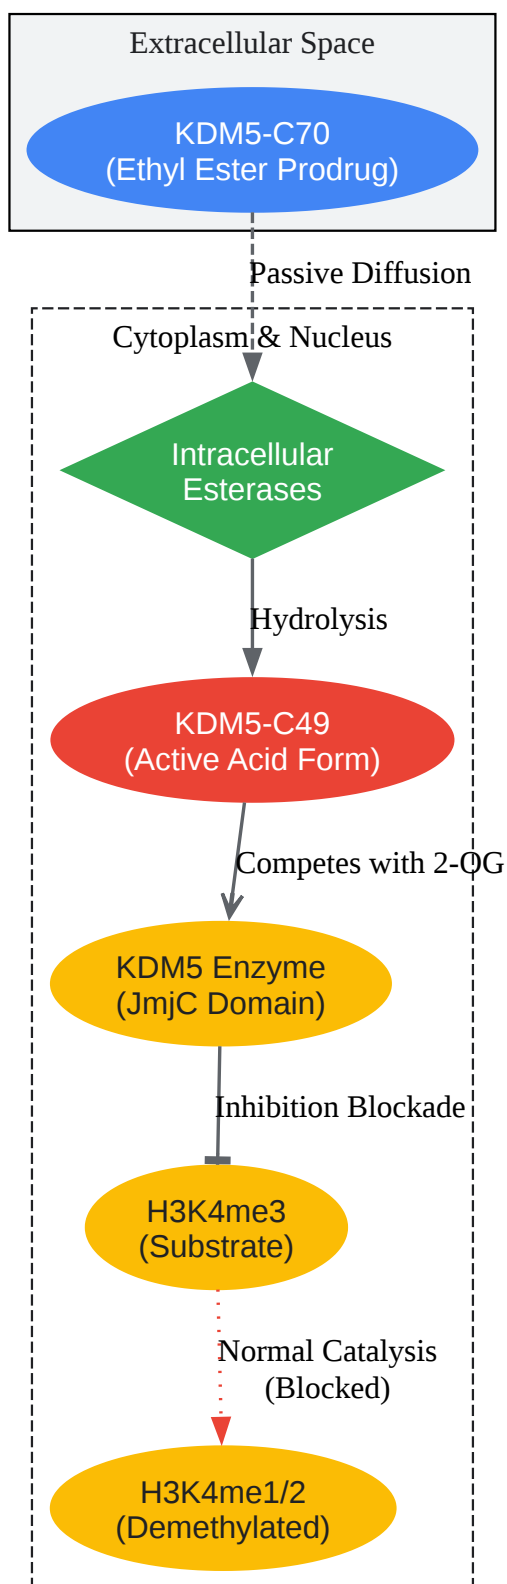 Extracellular Space
KDM5-C70
(Ethyl Ester Prodrug)
Passive Diffusion
Cytoplasm & Nucleus
Intracellular
Esterases
Hydrolysis
KDM5-C49
(Active Acid Form)
Competes with 2-OG
KDM5 Enzyme
(JmjC Domain)
Inhibition Blockade
H3K4me3
(Substrate)
Normal Catalysis
(Blocked)
H3K4me1/2
(Demethylated)